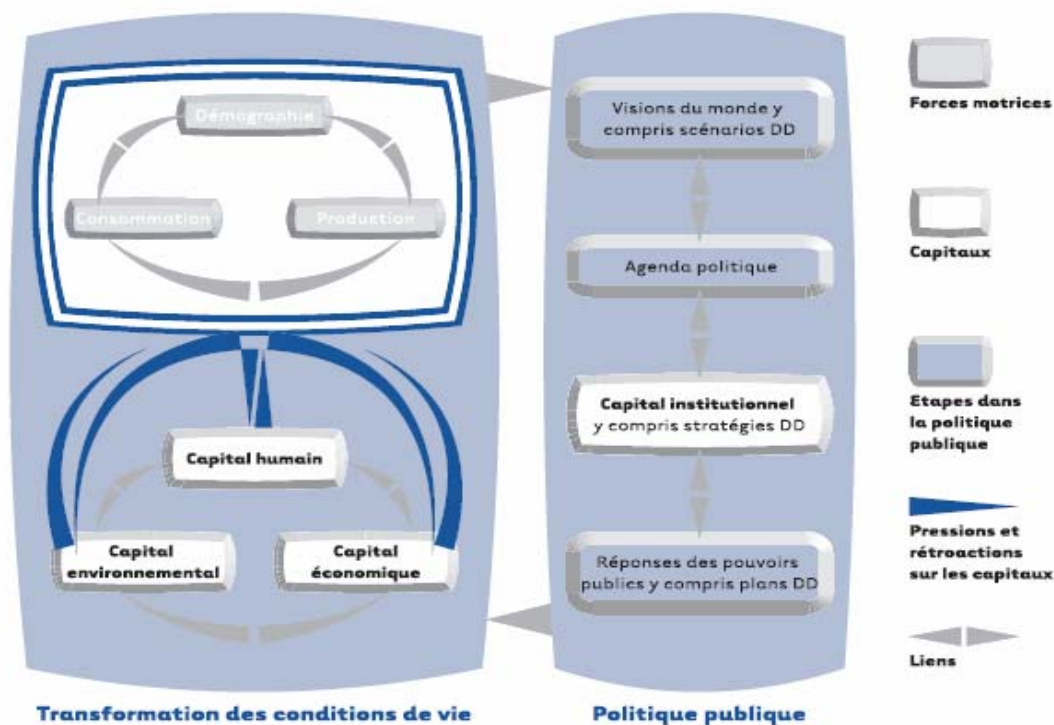 Démographie
Consommation
Production
Capital humain
Capital
environnemental
Capital
économique
Transformation des conditions de vie
Visions du monde y
compris scénarios DD
Agenda politique
Capital institutionnel
y compris stratégies DD
Réponses des pouvoirs
publics y compris plans DD
Politique publique
Forces motrices
Capitaux
Etapes dans
la politique
publique
Pressions et
rétroactions
sur les capitaux
Liens